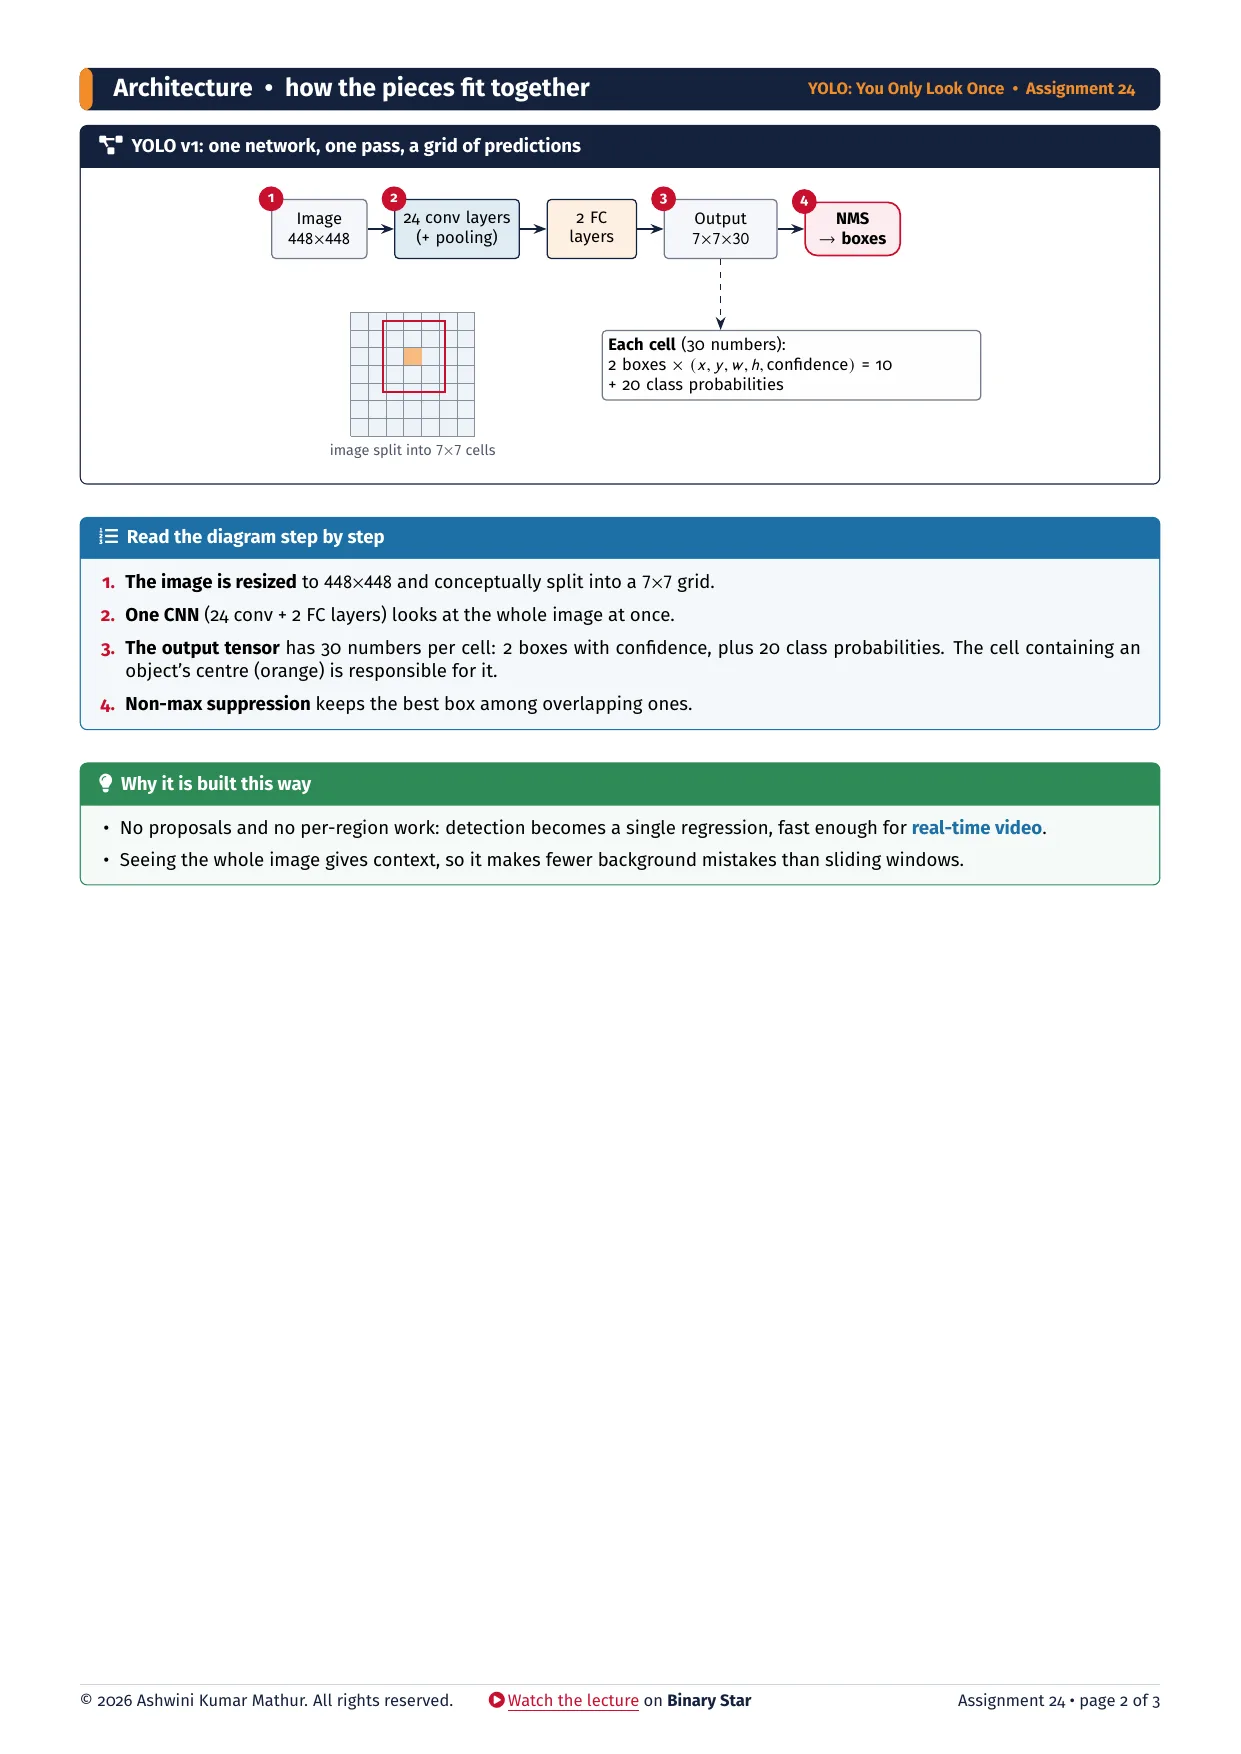 Architecture • how the pieces fit together
YOLO: You Only Look Once • Assignment 24
YOLO v1: one network, one pass, a grid of predictions
1
2
3
4
Image
448×448
24 conv layers
(+ pooling)
2 FC
layers
Output
7×7×30
NMS
→ boxes
Each cell (30 numbers):
2 boxes × (x, y, w, h, confidence) = 10
+ 20 class probabilities
image split into 7×7 cells
Read the diagram step by step
1. The image is resized to 448×448 and conceptually split into a 7×7 grid.
2. One CNN (24 conv + 2 FC layers) looks at the whole image at once.
3. The output tensor has 30 numbers per cell: 2 boxes with confidence, plus 20 class probabilities. The cell containing an
object’s centre (orange) is responsible for it.
4. Non-max suppression keeps the best box among overlapping ones.
Why it is built this way
• No proposals and no per-region work: detection becomes a single regression, fast enough for real-time video.
• Seeing the whole image gives context, so it makes fewer background mistakes than sliding windows.
© 2026 Ashwini Kumar Mathur. All rights reserved.
Watch the lecture on Binary Star
Assignment 24 • page 2 of 3